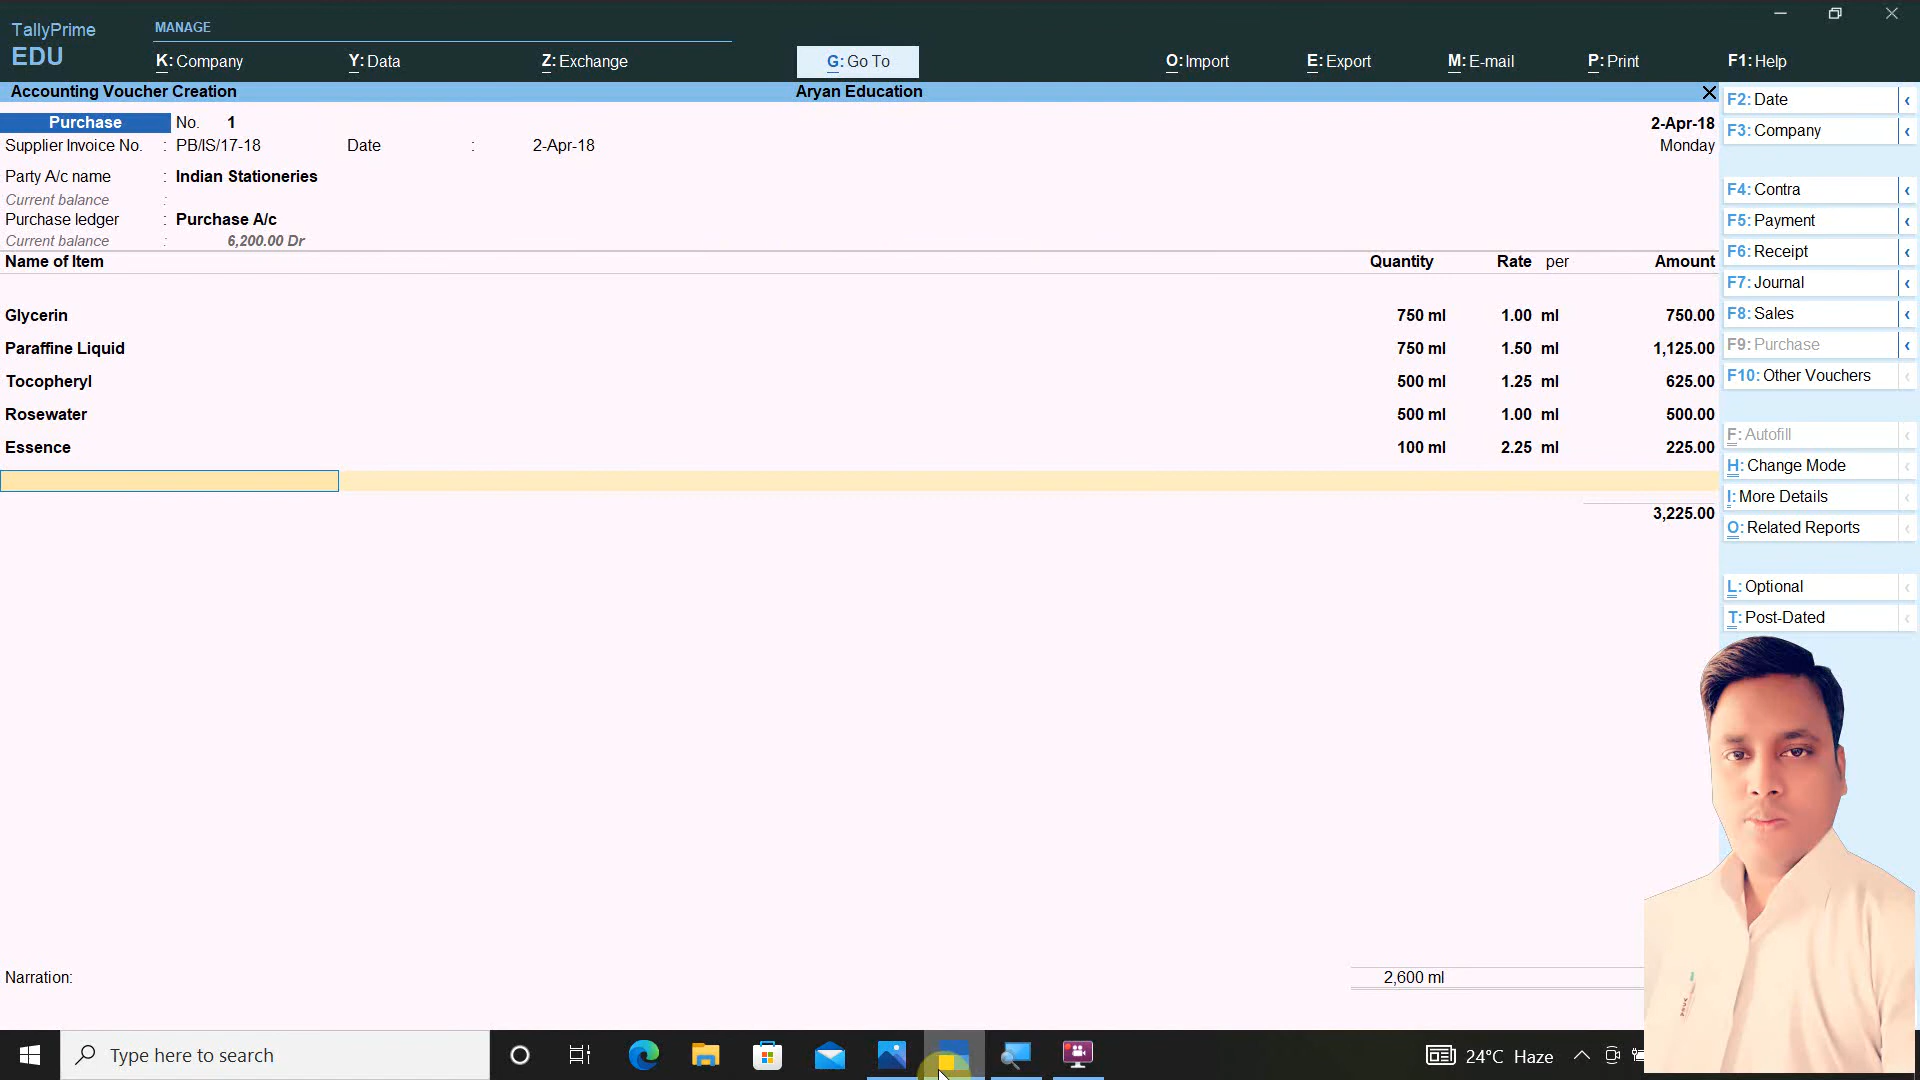 TallyPrime
EDU
MANAGE
K: Company
Y: Data
Z: Exchange
G: Go To
O: Import
E: Export
M: E-mail
P: Print
F1: Help
Accounting Voucher Creation
Aryan Education
Purchase No. 1
2-Apr-18
Supplier Invoice No. : PB/IS/17-18 Date : 2-Apr-18
Monday
Party A/c name : Indian Stationeries
Current balance :
Purchase ledger : Purchase A/c
Current balance : 6,200.00 Dr
Name of Item Quantity Rate per Amount
Glycerin 750 ml 1.00 ml 750.00
Paraffine Liquid 750 ml 1.50 ml 1,125.00
Tocopheryl 500 ml 1.25 ml 625.00
Rosewater 500 ml 1.00 ml 500.00
Essence 100 ml 2.25 ml 225.00
3,225.00
Narration:
2,600 ml
F2: Date
F3: Company
F4: Contra
F5: Payment
F6: Receipt
F7: Journal
F8: Sales
F9: Purchase
F10: Other Vouchers
F: Autofill
H: Change Mode
I: More Details
O: Related Reports
L: Optional
T: Post-Dated
Type here to search
24°C Haze